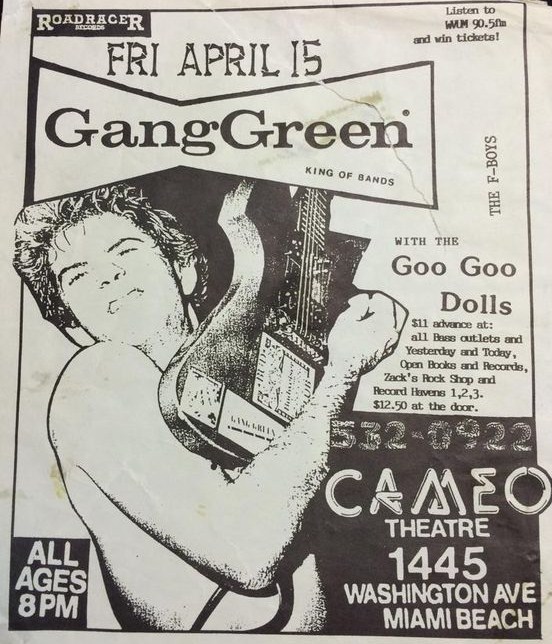 ROADRACER
RECORDS
Listen to
WVUM 90.5fm
and win tickets!
FRI APRIL 15
GangGreen
KING OF BANDS
THE F-BOYS
WITH THE
Goo Goo
Dolls
$11 advance at:
all Bass outlets and
Yesterday and Today,
Open Books and Records,
Zack's Rock Shop and
Record Havens 1,2,3.
$12.50 at the door.
GANG GREEN
532-0922
CAMEO
THEATRE
1445
WASHINGTON AVE
MIAMI BEACH
ALL
AGES
8PM